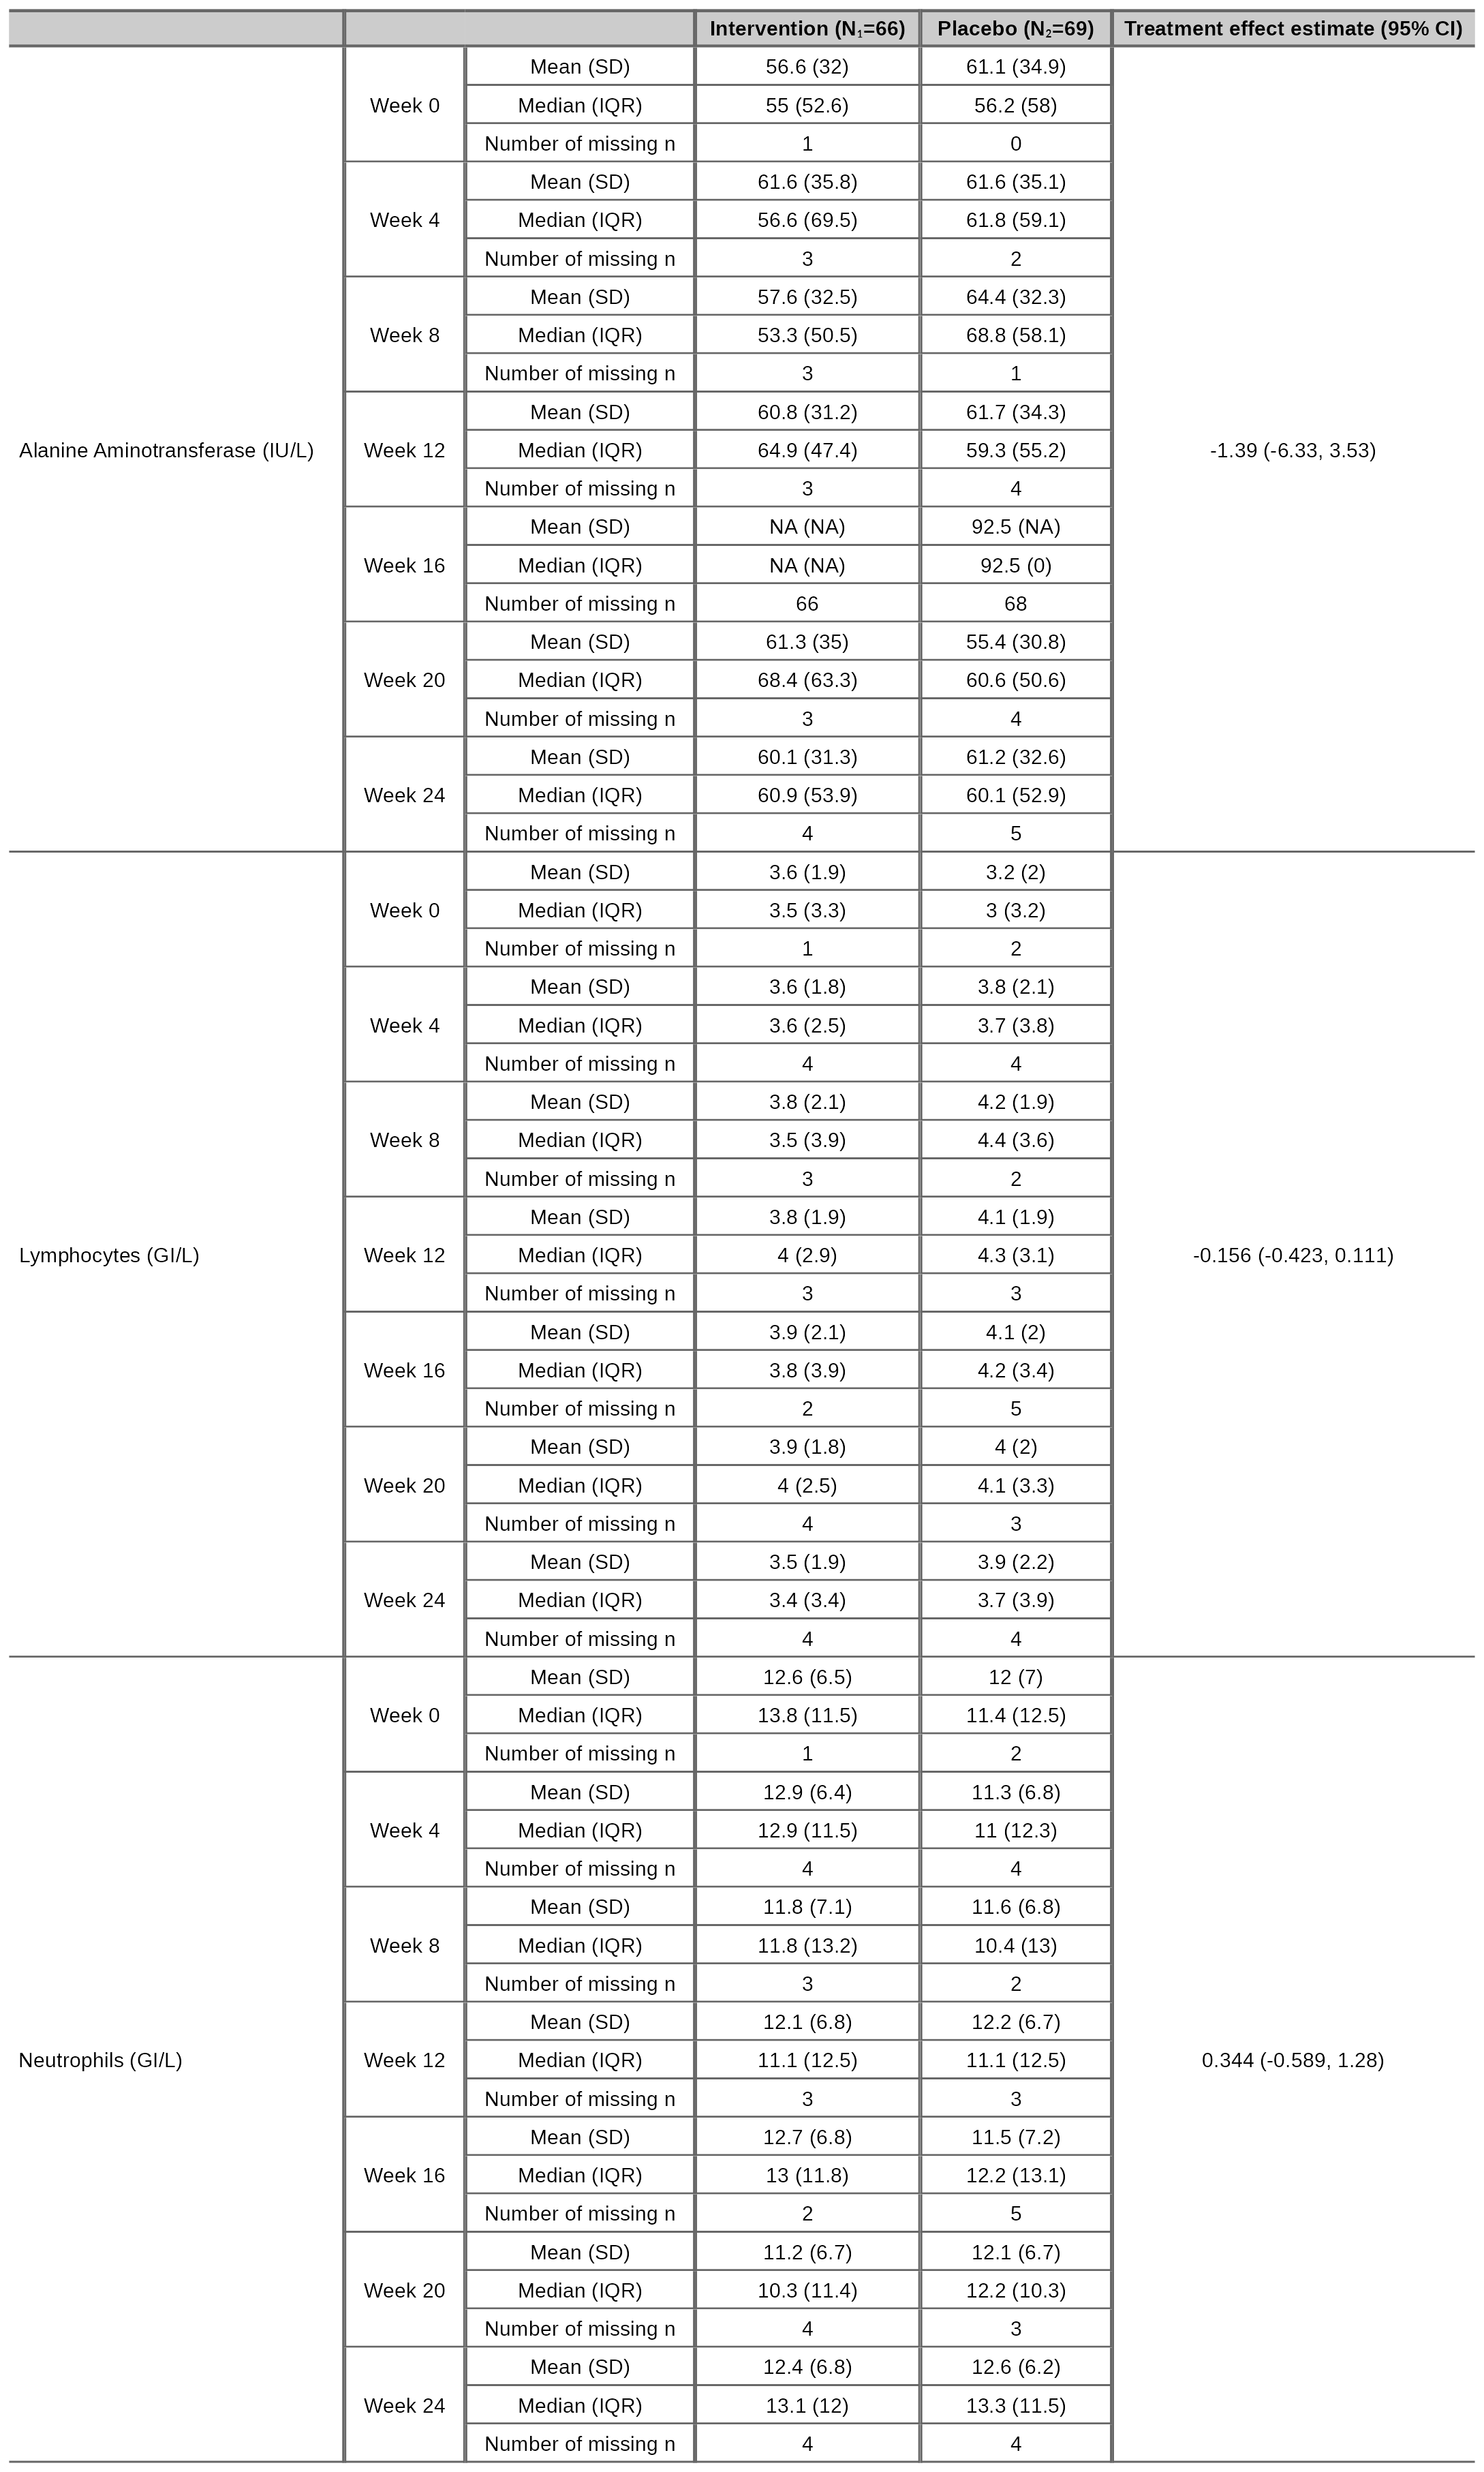 Intervention (N₁=66) Placebo (N₂=69) Treatment effect estimate (95% CI)
Mean (SD) 56.6 (32) 61.1 (34.9)
Week 0 Median (IQR) 55 (52.6) 56.2 (58)
Number of missing n 1 0
Mean (SD) 61.6 (35.8) 61.6 (35.1)
Week 4 Median (IQR) 56.6 (69.5) 61.8 (59.1)
Number of missing n 3 2
Mean (SD) 57.6 (32.5) 64.4 (32.3)
Week 8 Median (IQR) 53.3 (50.5) 68.8 (58.1)
Number of missing n 3 1
Mean (SD) 60.8 (31.2) 61.7 (34.3)
Alanine Aminotransferase (IU/L) Week 12 Median (IQR) 64.9 (47.4) 59.3 (55.2) -1.39 (-6.33, 3.53)
Number of missing n 3 4
Mean (SD) NA (NA) 92.5 (NA)
Week 16 Median (IQR) NA (NA) 92.5 (0)
Number of missing n 66 68
Mean (SD) 61.3 (35) 55.4 (30.8)
Week 20 Median (IQR) 68.4 (63.3) 60.6 (50.6)
Number of missing n 3 4
Mean (SD) 60.1 (31.3) 61.2 (32.6)
Week 24 Median (IQR) 60.9 (53.9) 60.1 (52.9)
Number of missing n 4 5
Mean (SD) 3.6 (1.9) 3.2 (2)
Week 0 Median (IQR) 3.5 (3.3) 3 (3.2)
Number of missing n 1 2
Mean (SD) 3.6 (1.8) 3.8 (2.1)
Week 4 Median (IQR) 3.6 (2.5) 3.7 (3.8)
Number of missing n 4 4
Mean (SD) 3.8 (2.1) 4.2 (1.9)
Week 8 Median (IQR) 3.5 (3.9) 4.4 (3.6)
Number of missing n 3 2
Mean (SD) 3.8 (1.9) 4.1 (1.9)
Lymphocytes (GI/L) Week 12 Median (IQR) 4 (2.9) 4.3 (3.1) -0.156 (-0.423, 0.111)
Number of missing n 3 3
Mean (SD) 3.9 (2.1) 4.1 (2)
Week 16 Median (IQR) 3.8 (3.9) 4.2 (3.4)
Number of missing n 2 5
Mean (SD) 3.9 (1.8) 4 (2)
Week 20 Median (IQR) 4 (2.5) 4.1 (3.3)
Number of missing n 4 3
Mean (SD) 3.5 (1.9) 3.9 (2.2)
Week 24 Median (IQR) 3.4 (3.4) 3.7 (3.9)
Number of missing n 4 4
Mean (SD) 12.6 (6.5) 12 (7)
Week 0 Median (IQR) 13.8 (11.5) 11.4 (12.5)
Number of missing n 1 2
Mean (SD) 12.9 (6.4) 11.3 (6.8)
Week 4 Median (IQR) 12.9 (11.5) 11 (12.3)
Number of missing n 4 4
Mean (SD) 11.8 (7.1) 11.6 (6.8)
Week 8 Median (IQR) 11.8 (13.2) 10.4 (13)
Number of missing n 3 2
Mean (SD) 12.1 (6.8) 12.2 (6.7)
Neutrophils (GI/L) Week 12 Median (IQR) 11.1 (12.5) 11.1 (12.5) 0.344 (-0.589, 1.28)
Number of missing n 3 3
Mean (SD) 12.7 (6.8) 11.5 (7.2)
Week 16 Median (IQR) 13 (11.8) 12.2 (13.1)
Number of missing n 2 5
Mean (SD) 11.2 (6.7) 12.1 (6.7)
Week 20 Median (IQR) 10.3 (11.4) 12.2 (10.3)
Number of missing n 4 3
Mean (SD) 12.4 (6.8) 12.6 (6.2)
Week 24 Median (IQR) 13.1 (12) 13.3 (11.5)
Number of missing n 4 4